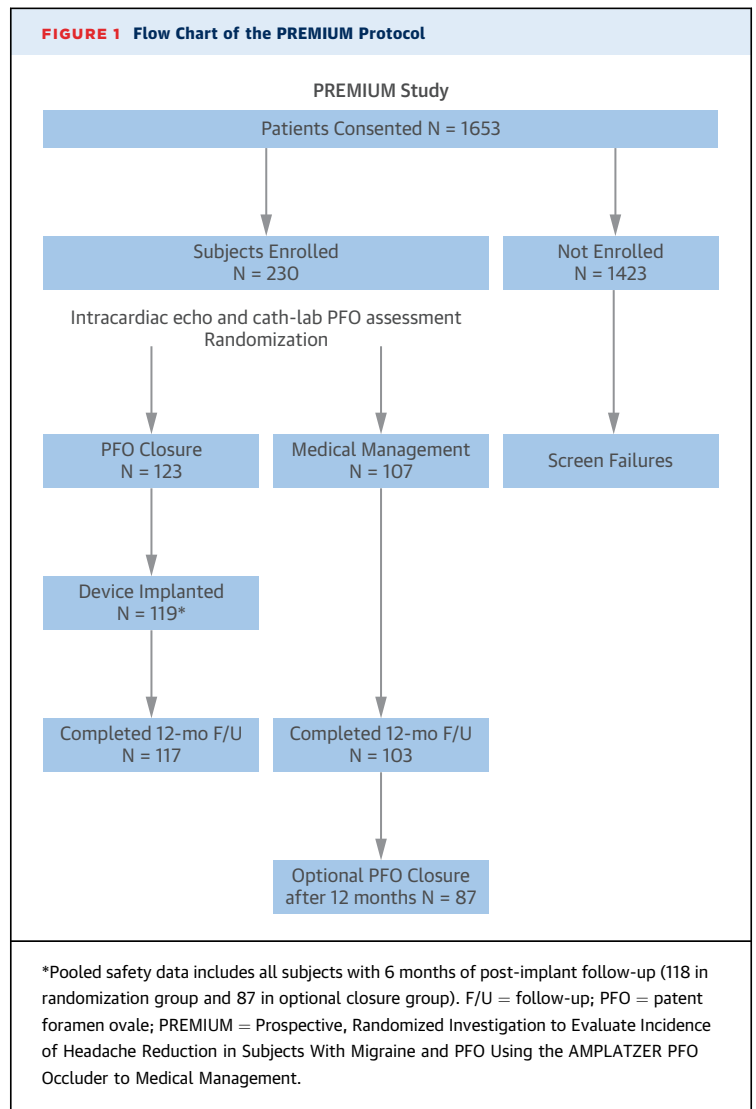 FIGURE 1 Flow Chart of the PREMIUM Protocol
PREMIUM Study
Patients Consented N = 1653
Subjects Enrolled
N = 230
Not Enrolled
N = 1423
Intracardiac echo and cath-lab PFO assessment
Randomization
PFO Closure
N = 123
Medical Management
N = 107
Screen Failures
Device Implanted
N = 119*
Completed 12-mo F/U
N = 117
Completed 12-mo F/U
N = 103
Optional PFO Closure
after 12 months N = 87
*Pooled safety data includes all subjects with 6 months of post-implant follow-up (118 in
randomization group and 87 in optional closure group). F/U = follow-up; PFO = patent
foramen ovale; PREMIUM = Prospective, Randomized Investigation to Evaluate Incidence
of Headache Reduction in Subjects With Migraine and PFO Using the AMPLATZER PFO
Occluder to Medical Management.